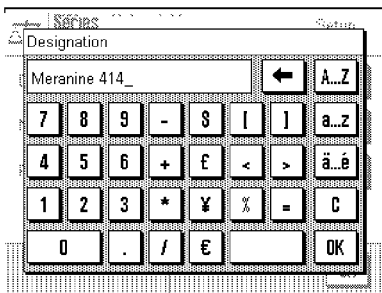 Séries Setup
Designation
Meranine 414_ ← A...Z
7 8 9 - $ [ ] a...z
4 5 6 + £ < > ä...é
1 2 3 * ¥ % = C
0 . / € OK